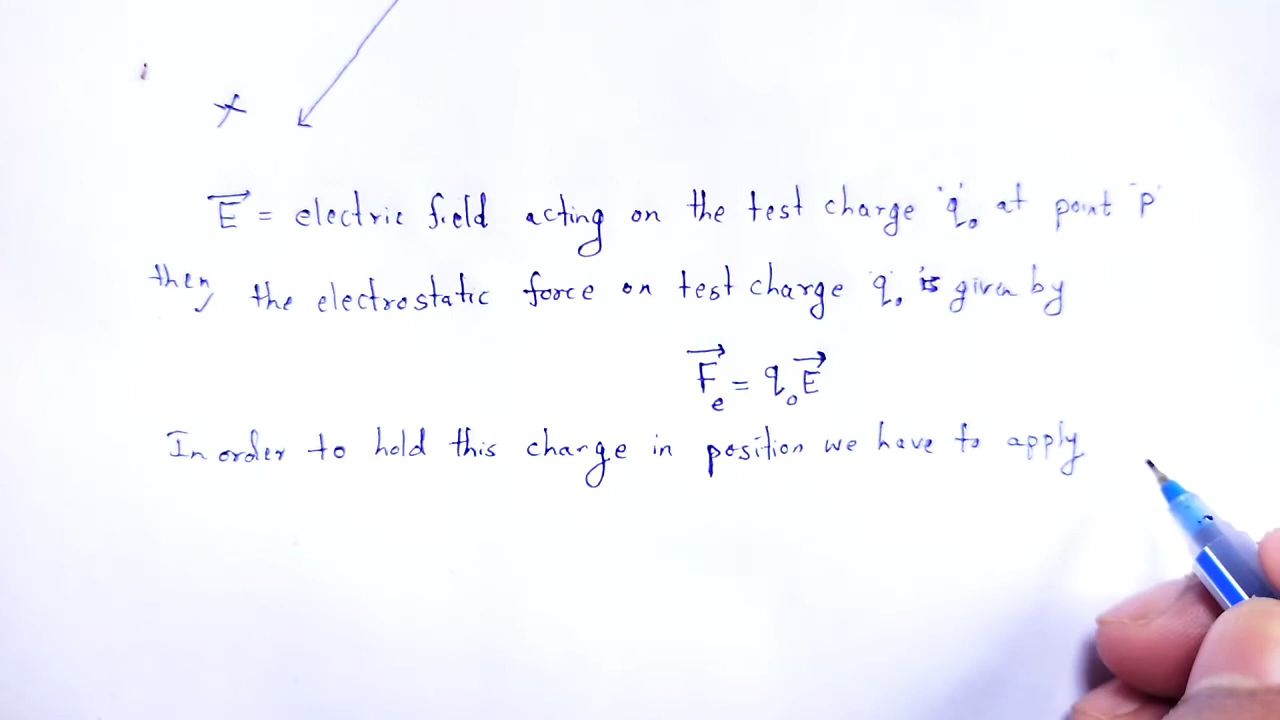 x
E⃗ = electric field acting on the test charge "q₀" at point "p"
then the electrostatic force on test charge q₀ is given by
F⃗e = q₀E⃗
In order to hold this charge in position we have to apply